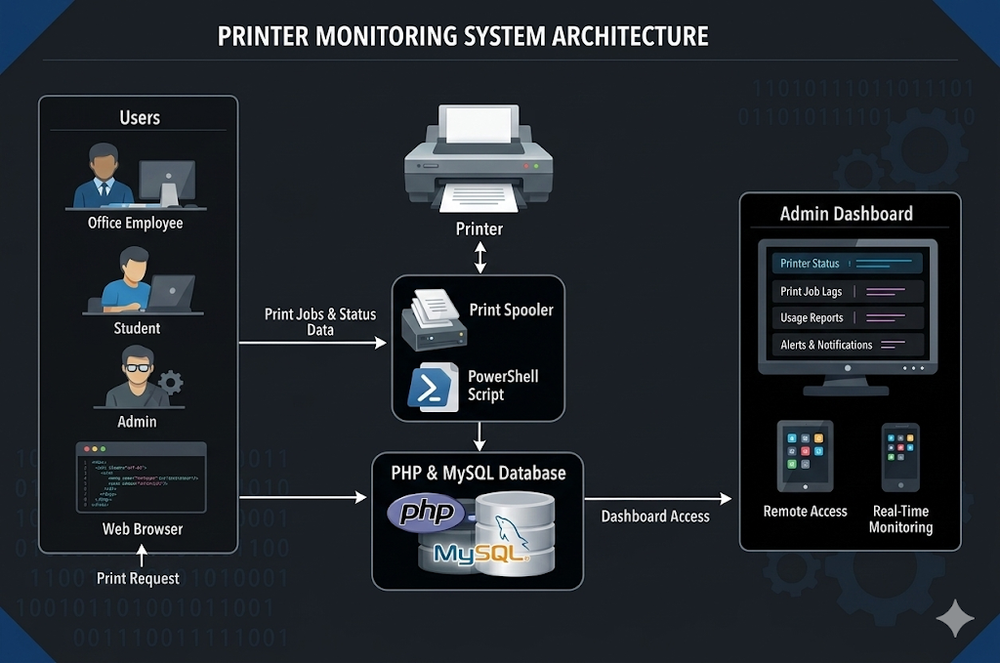 PRINTER MONITORING SYSTEM ARCHITECTURE
Users
Office Employee
Student
Admin
Web Browser
Print Request
Print Jobs & Status
Data
Printer
Print Spooler
PowerShell
Script
PHP & MySQL Database
php
MySQL
Dashboard Access
Admin Dashboard
Printer Status
Print Job Lags
Usage Reports
Alerts & Notifications
Remote Access
Real-Time
Monitoring